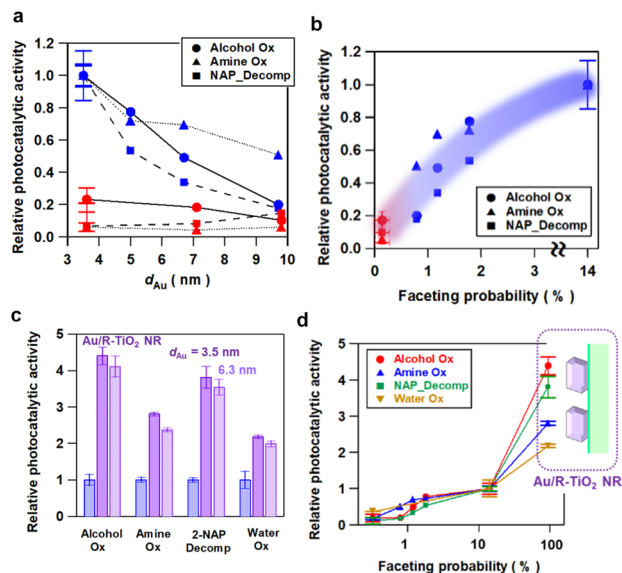 a
Relative photocatalytic activity
1.2
1.0
0.8
0.6
0.4
0.2
0.0
Alcohol Ox
Amine Ox
NAP_Decomp
3 4 5 6 7 8 9 10
dAu ( nm )
b
Relative photocatalytic activity
1.2
1.0
0.8
0.6
0.4
0.2
0.0
Alcohol Ox
Amine Ox
NAP_Decomp
0 1 2 3 14
Faceting probability ( % )
c
Relative photocatalytic activity
5
4
3
2
1
0
Au/R-TiO2 NR
dAu = 3.5 nm
6.3 nm
Alcohol Ox
Amine Ox
2-NAP Decomp
Water Ox
d
Relative photocatalytic activity
5
4
3
2
1
0
Alcohol Ox
Amine Ox
NAP_Decomp
Water Ox
Au/R-TiO2 NR
1 10 100
Faceting probability ( % )